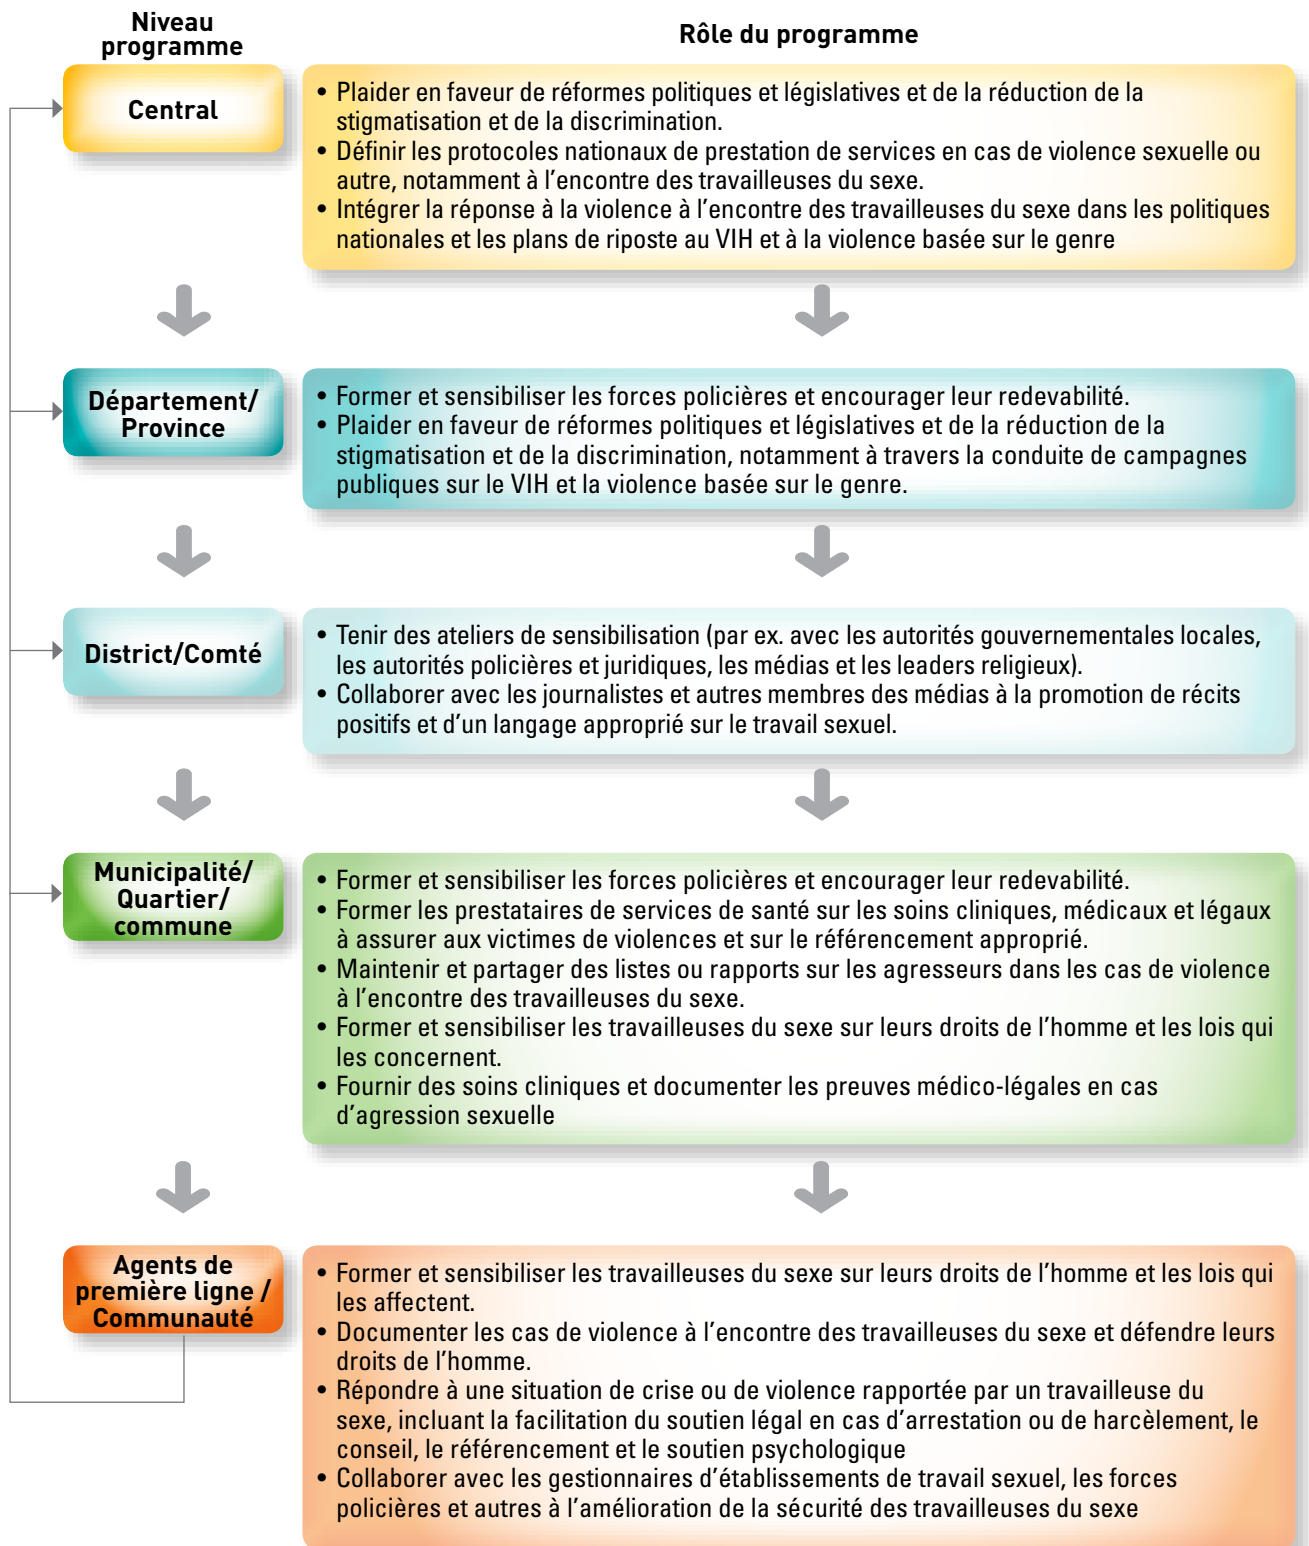 Niveau
programme
Rôle du programme
Central
• Plaider en faveur de réformes politiques et législatives et de la réduction de la
stigmatisation et de la discrimination.
• Définir les protocoles nationaux de prestation de services en cas de violence sexuelle ou
autre, notamment à l’encontre des travailleuses du sexe.
• Intégrer la réponse à la violence à l’encontre des travailleuses du sexe dans les politiques
nationales et les plans de riposte au VIH et à la violence basée sur le genre
Département/
Province
• Former et sensibiliser les forces policières et encourager leur redevabilité.
• Plaider en faveur de réformes politiques et législatives et de la réduction de la
stigmatisation et de la discrimination, notamment à travers la conduite de campagnes
publiques sur le VIH et la violence basée sur le genre.
District/Comté
• Tenir des ateliers de sensibilisation (par ex. avec les autorités gouvernementales locales,
les autorités policières et juridiques, les médias et les leaders religieux).
• Collaborer avec les journalistes et autres membres des médias à la promotion de récits
positifs et d’un langage approprié sur le travail sexuel.
Municipalité/
Quartier/
commune
• Former et sensibiliser les forces policières et encourager leur redevabilité.
• Former les prestataires de services de santé sur les soins cliniques, médicaux et légaux
à assurer aux victimes de violences et sur le référencement approprié.
• Maintenir et partager des listes ou rapports sur les agresseurs dans les cas de violence
à l’encontre des travailleuses du sexe.
• Former et sensibiliser les travailleuses du sexe sur leurs droits de l’homme et les lois qui
les concernent.
• Fournir des soins cliniques et documenter les preuves médico-légales en cas
d’agression sexuelle
Agents de
première ligne /
Communauté
• Former et sensibiliser les travailleuses du sexe sur leurs droits de l’homme et les lois qui
les affectent.
• Documenter les cas de violence à l’encontre des travailleuses du sexe et défendre leurs
droits de l’homme.
• Répondre à une situation de crise ou de violence rapportée par un travailleuse du
sexe, incluant la facilitation du soutien légal en cas d’arrestation ou de harcèlement, le
conseil, le référencement et le soutien psychologique
• Collaborer avec les gestionnaires d’établissements de travail sexuel, les forces
policières et autres à l’amélioration de la sécurité des travailleuses du sexe